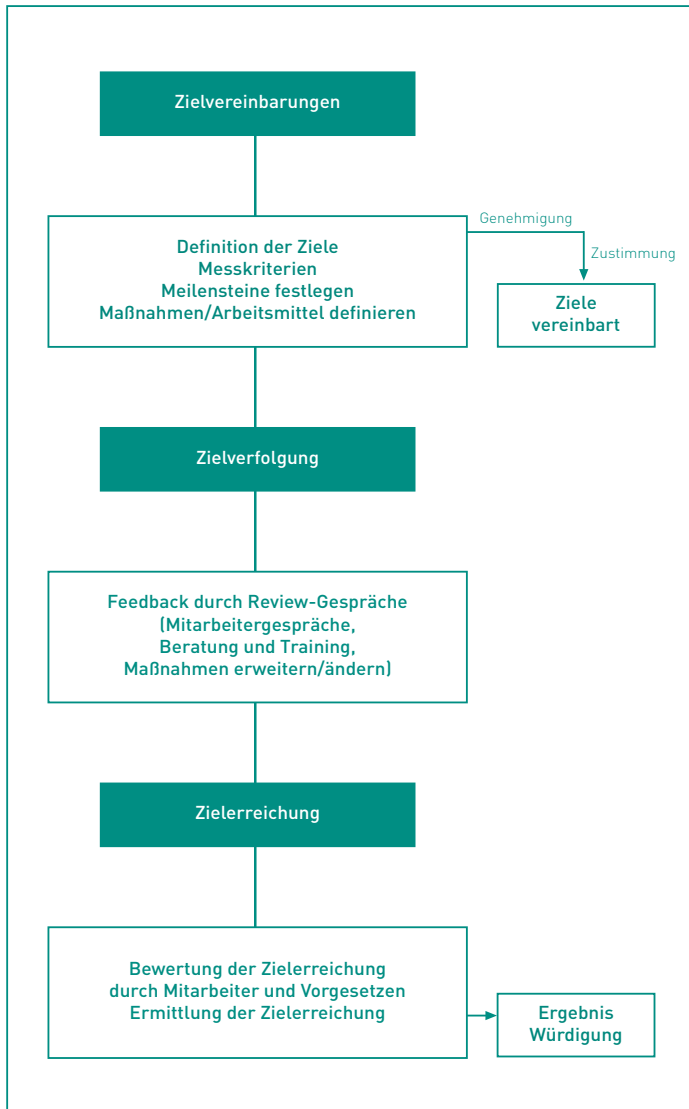 Zielvereinbarungen
Definition der Ziele
Messkriterien
Meilensteine festlegen
Maßnahmen/Arbeitsmittel definieren
Genehmigung
Zustimmung
Ziele
vereinbart
Zielverfolgung
Feedback durch Review-Gespräche
(Mitarbeitergespräche,
Beratung und Training,
Maßnahmen erweitern/ändern)
Zielerreichung
Bewertung der Zielerreichung
durch Mitarbeiter und Vorgesetzen
Ermittlung der Zielerreichung
Ergebnis
Würdigung